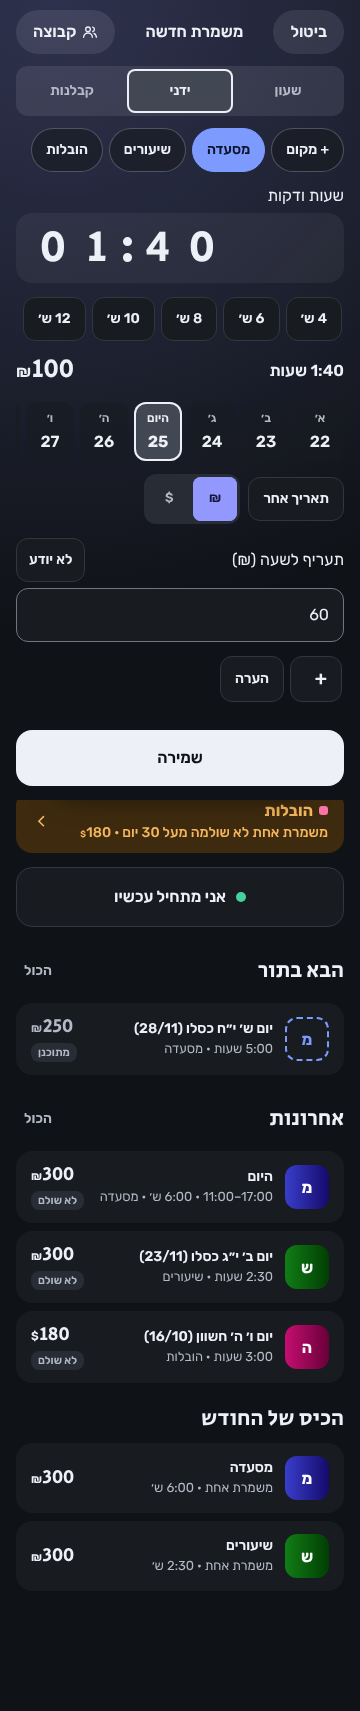 ביטול
משמרת חדשה
קבוצה
שעון
ידני
קבלנות
+ מקום
מסעדה
שיעורים
הובלות
שעות ודקות
01:40
4 ש׳
6 ש׳
8 ש׳
10 ש׳
12 ש׳
1:40 שעות
₪100
א׳
22
ב׳
23
ג׳
24
היום
25
ה׳
26
ו׳
27
תאריך אחר
₪
$
תעריף לשעה (₪)
לא יודע
60
+
הערה
שמירה
הובלות
משמרת אחת לא שולמה מעל 30 יום • 180$
אני מתחיל עכשיו
הבא בתור
הכול
מ
יום ש׳ י״ח כסלו (28/11)
5:00 שעות • מסעדה
₪250
מתוכנן
אחרונות
הכול
מ
היום
11:00–17:00 • 6:00 ש׳ • מסעדה
₪300
לא שולם
ש
יום ב׳ י״ג כסלו (23/11)
2:30 שעות • שיעורים
₪300
לא שולם
ה
יום ו׳ ה׳ חשוון (16/10)
3:00 שעות • הובלות
$180
לא שולם
הכיס של החודש
מ
מסעדה
משמרת אחת • 6:00 ש׳
₪300
ש
שיעורים
משמרת אחת • 2:30 ש׳
₪300